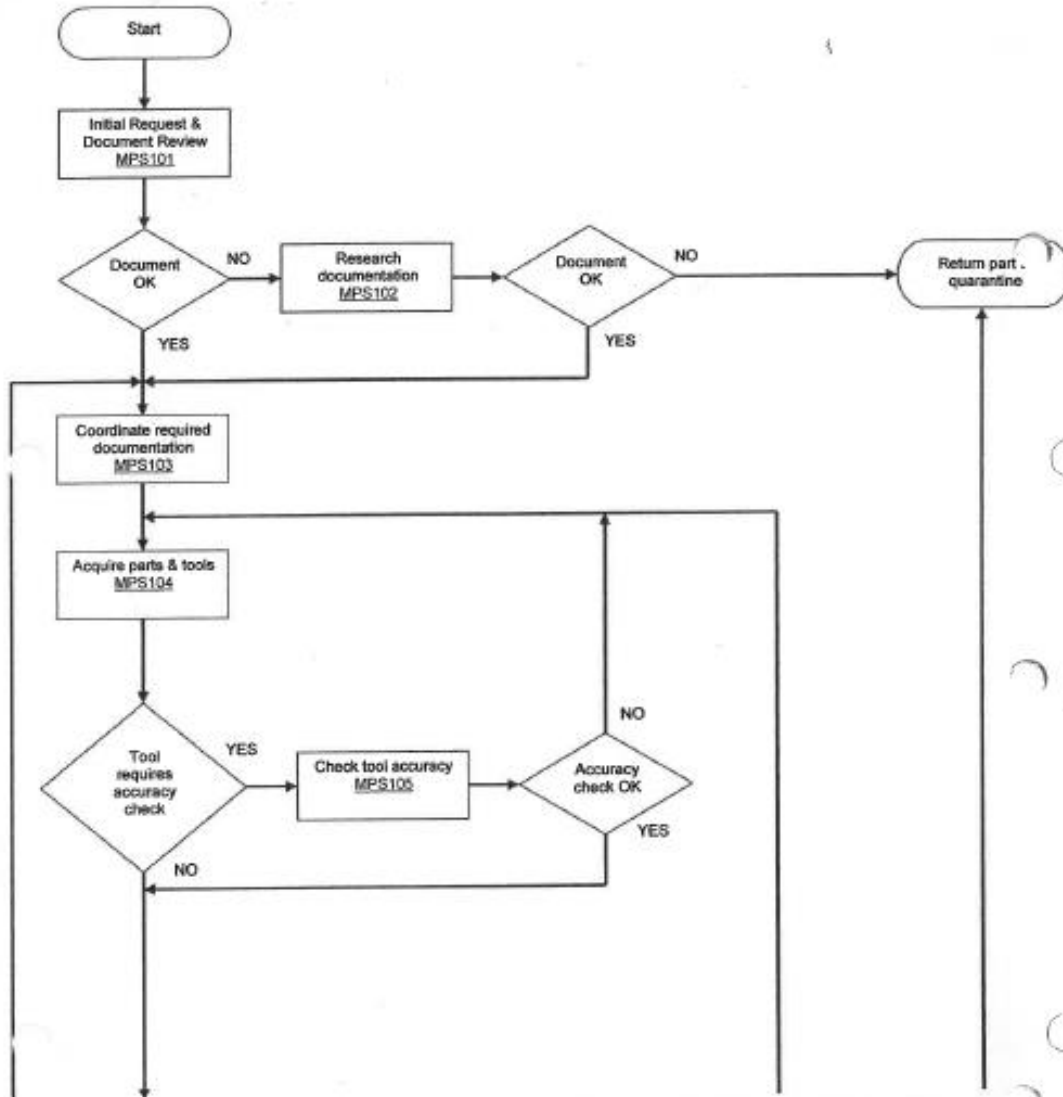 Start
Initial Request &
Document Review
MPS101
Document
OK
NO
Research
documentation
MPS102
Document
OK
NO
Return part
quarantine
YES
YES
Coordinate required
documentation
MPS103
Acquire parts & tools
MPS104
NO
Tool
requires
accuracy
check
YES
Check tool accuracy
MPS105
Accuracy
check OK
YES
NO